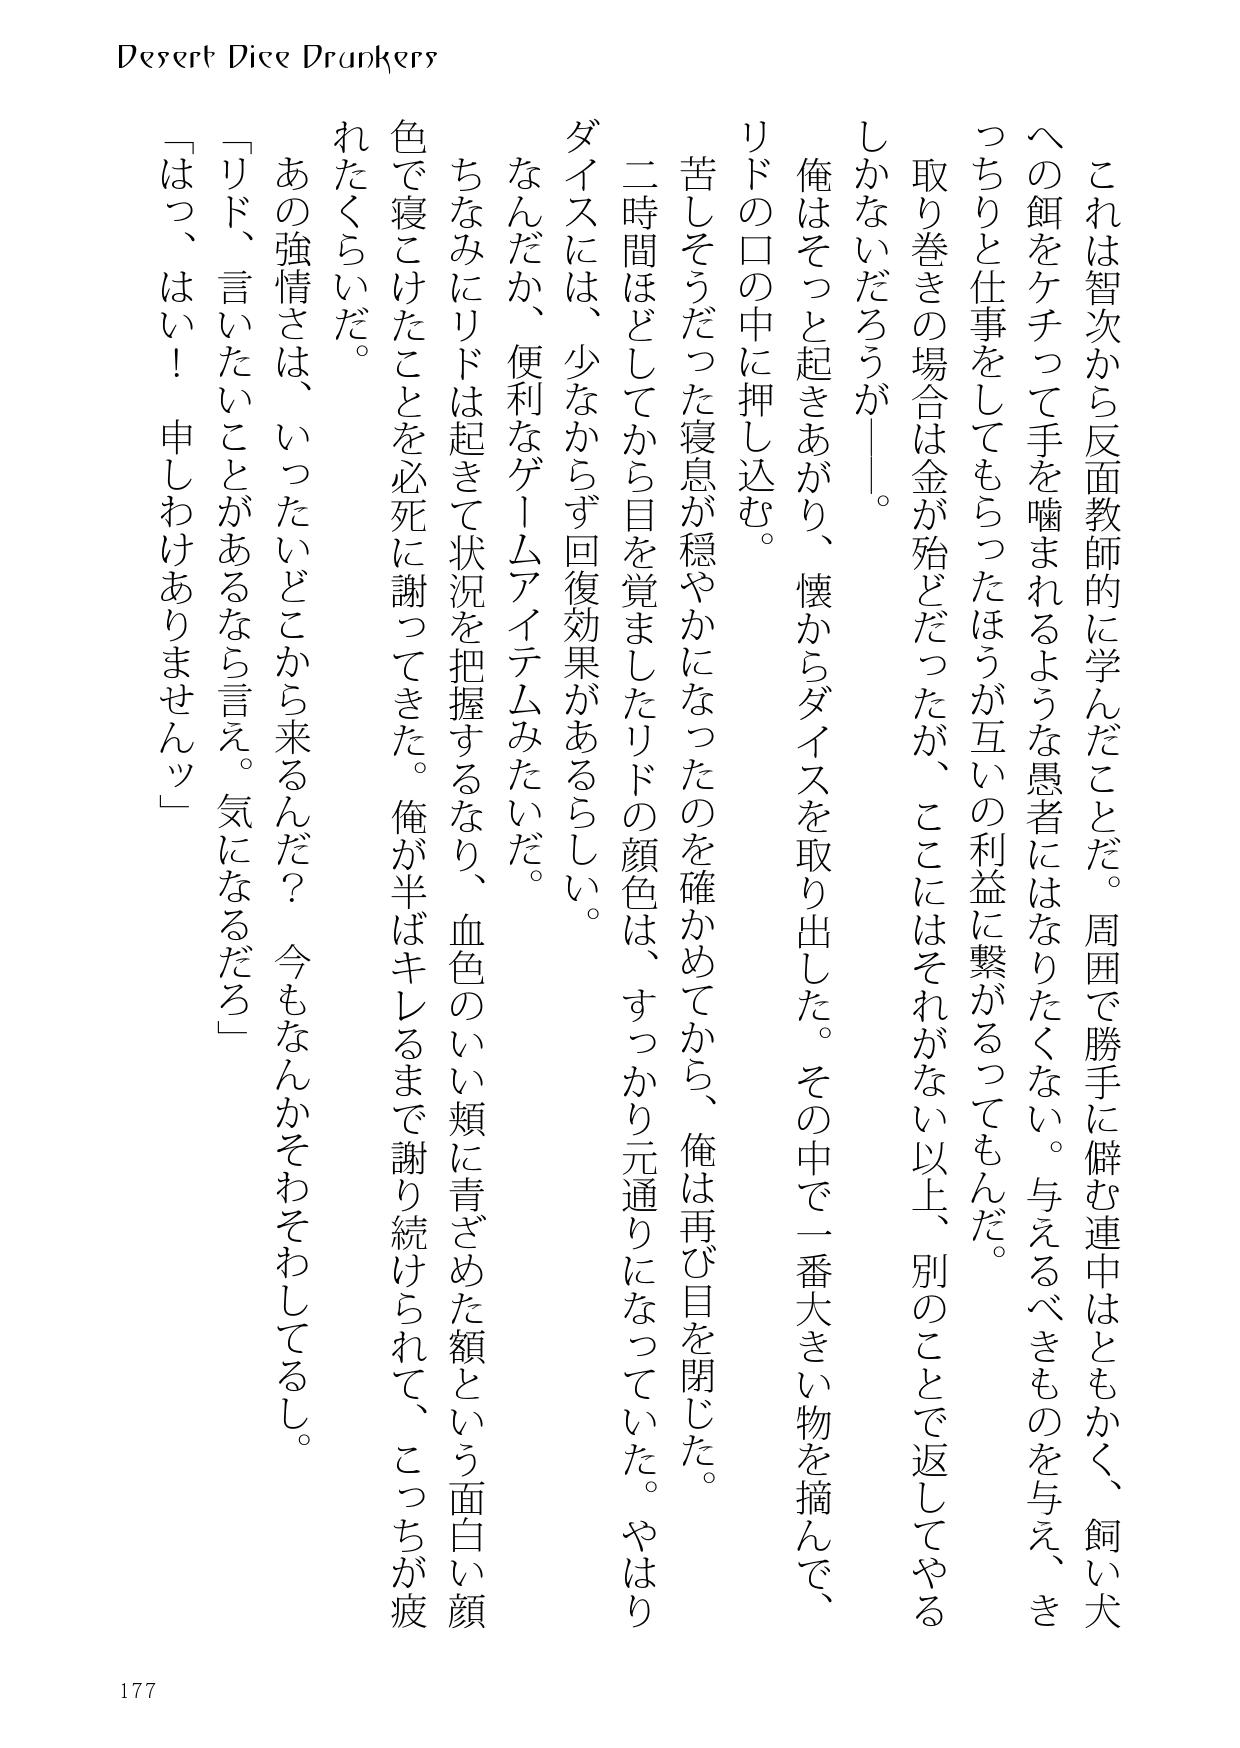 Desert Dice Drunkers
　これは智次から反面教師的に学んだことだ。周囲で勝手に僻む連中はともかく、飼い犬
への餌をケチって手を噛まれるような愚者にはなりたくない。与えるべきものを与え、き
っちりと仕事をしてもらったほうが互いの利益に繋がるってもんだ。
　取り巻きの場合は金が殆どだったが、ここにはそれがない以上、別のことで返してやる
しかないだろうが――。
　俺はそっと起きあがり、懐からダイスを取り出した。その中で一番大きい物を摘んで、
リドの口の中に押し込む。
　苦しそうだった寝息が穏やかになったのを確かめてから、俺は再び目を閉じた。
　二時間ほどしてから目を覚ましたリドの顔色は、すっかり元通りになっていた。やはり
ダイスには、少なからず回復効果があるらしい。
　なんだか、便利なゲームアイテムみたいだ。
　ちなみにリドは起きて状況を把握するなり、血色のいい頬に青ざめた額という面白い顔
色で寝こけたことを必死に謝ってきた。俺が半ばキレるまで謝り続けられて、こっちが疲
れたくらいだ。
　あの強情さは、いったいどこから来るんだ？　今もなんかそわそわしてるし。
「リド、言いたいことがあるなら言え。気になるだろ」
「はっ、はい！　申しわけありませんッ」
177